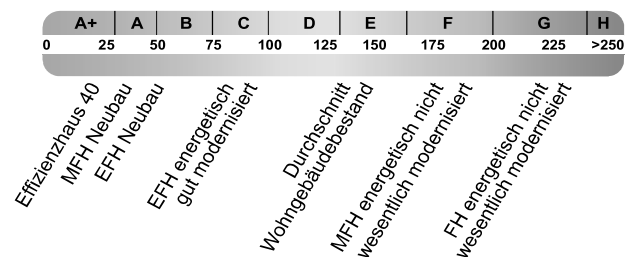 A+ A B C D E F G H
0 25 50 75 100 125 150 175 200 225 >250
Effizienzhaus 40
MFH Neubau
EFH Neubau
EFH energetisch
gut modernisiert
Durchschnitt
Wohngebäudebestand
MFH energetisch nicht
wesentlich modernisiert
FH energetisch nicht
wesentlich modernisiert